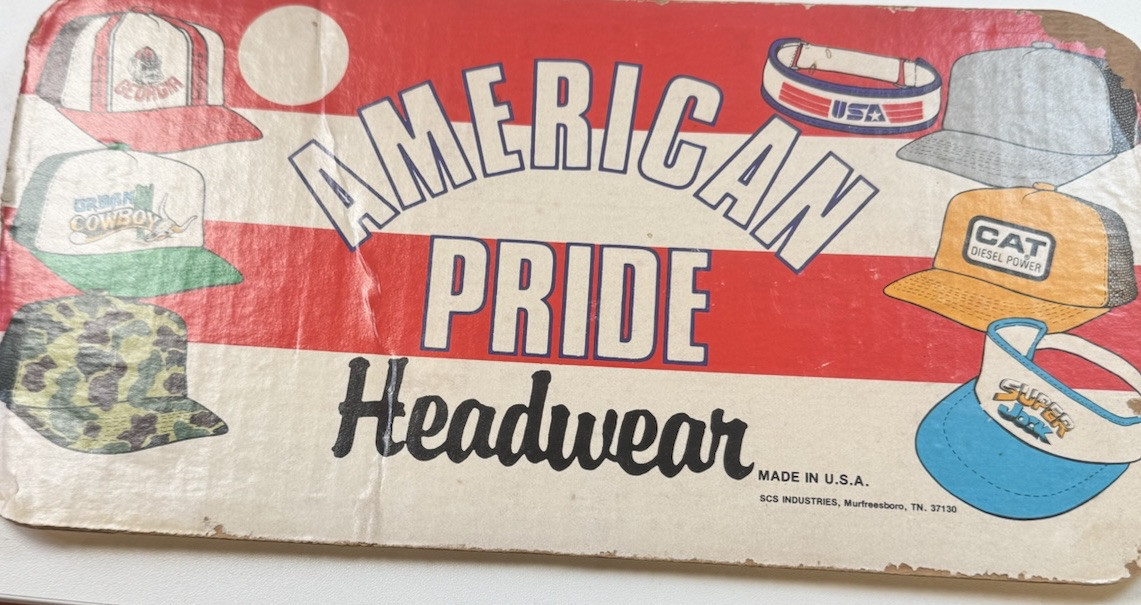 AMERICAN
PRIDE
Headwear
MADE IN U.S.A.
SCS INDUSTRIES, Murfreesboro, TN. 37130
GEORGIA
URBAN
COWBOY
USA
CAT
DIESEL POWER
SUPER
Jock